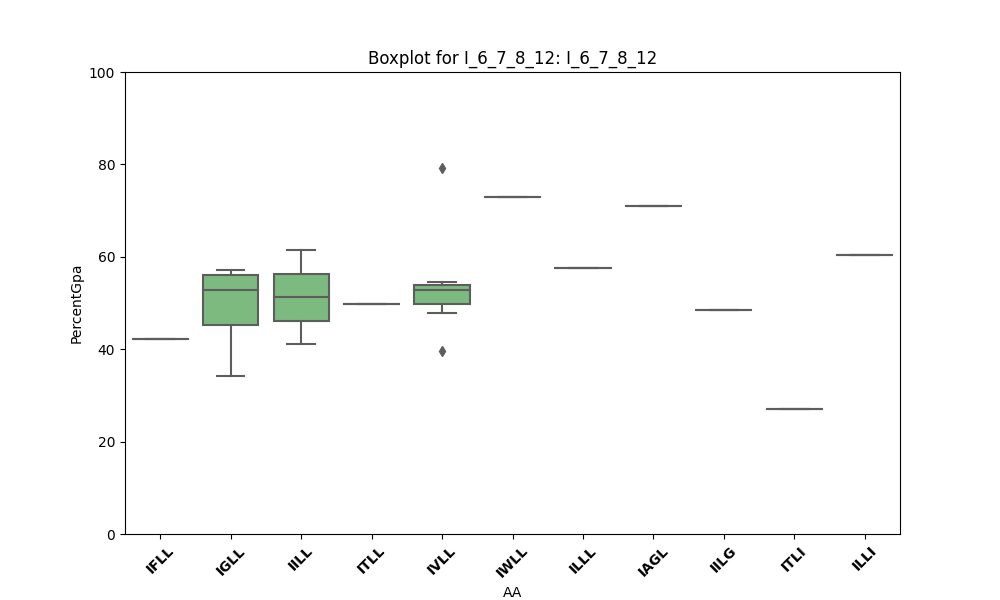 Boxplot for I_6_7_8_12: I_6_7_8_12
100
80
60
40
20
0
PercentGpa
IFLL IGLL IILL ITLL IVLL IWLL ILLL IAGL IILG ITLI ILLI
AA